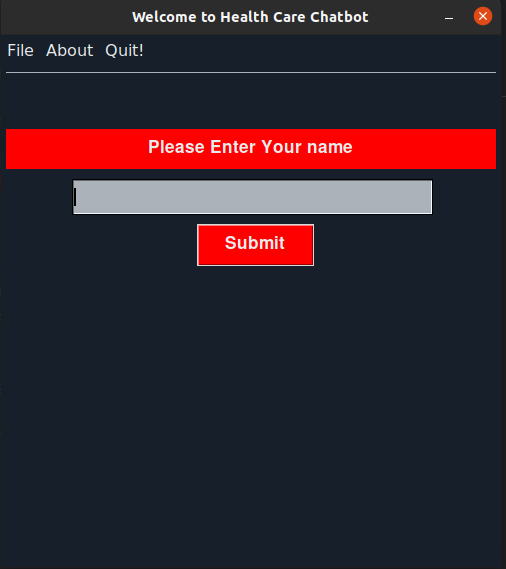 Welcome to Health Care Chatbot
File About Quit!
Please Enter Your name
Submit